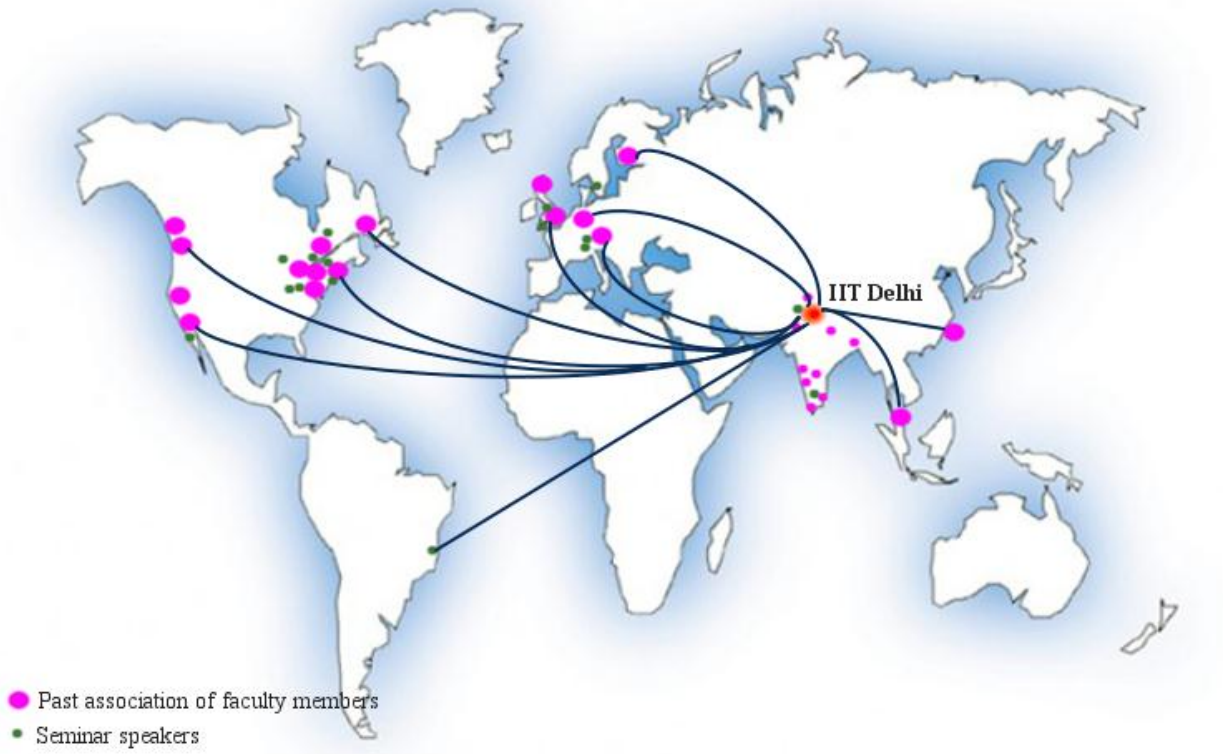 IIT Delhi
Past association of faculty members
Seminar speakers